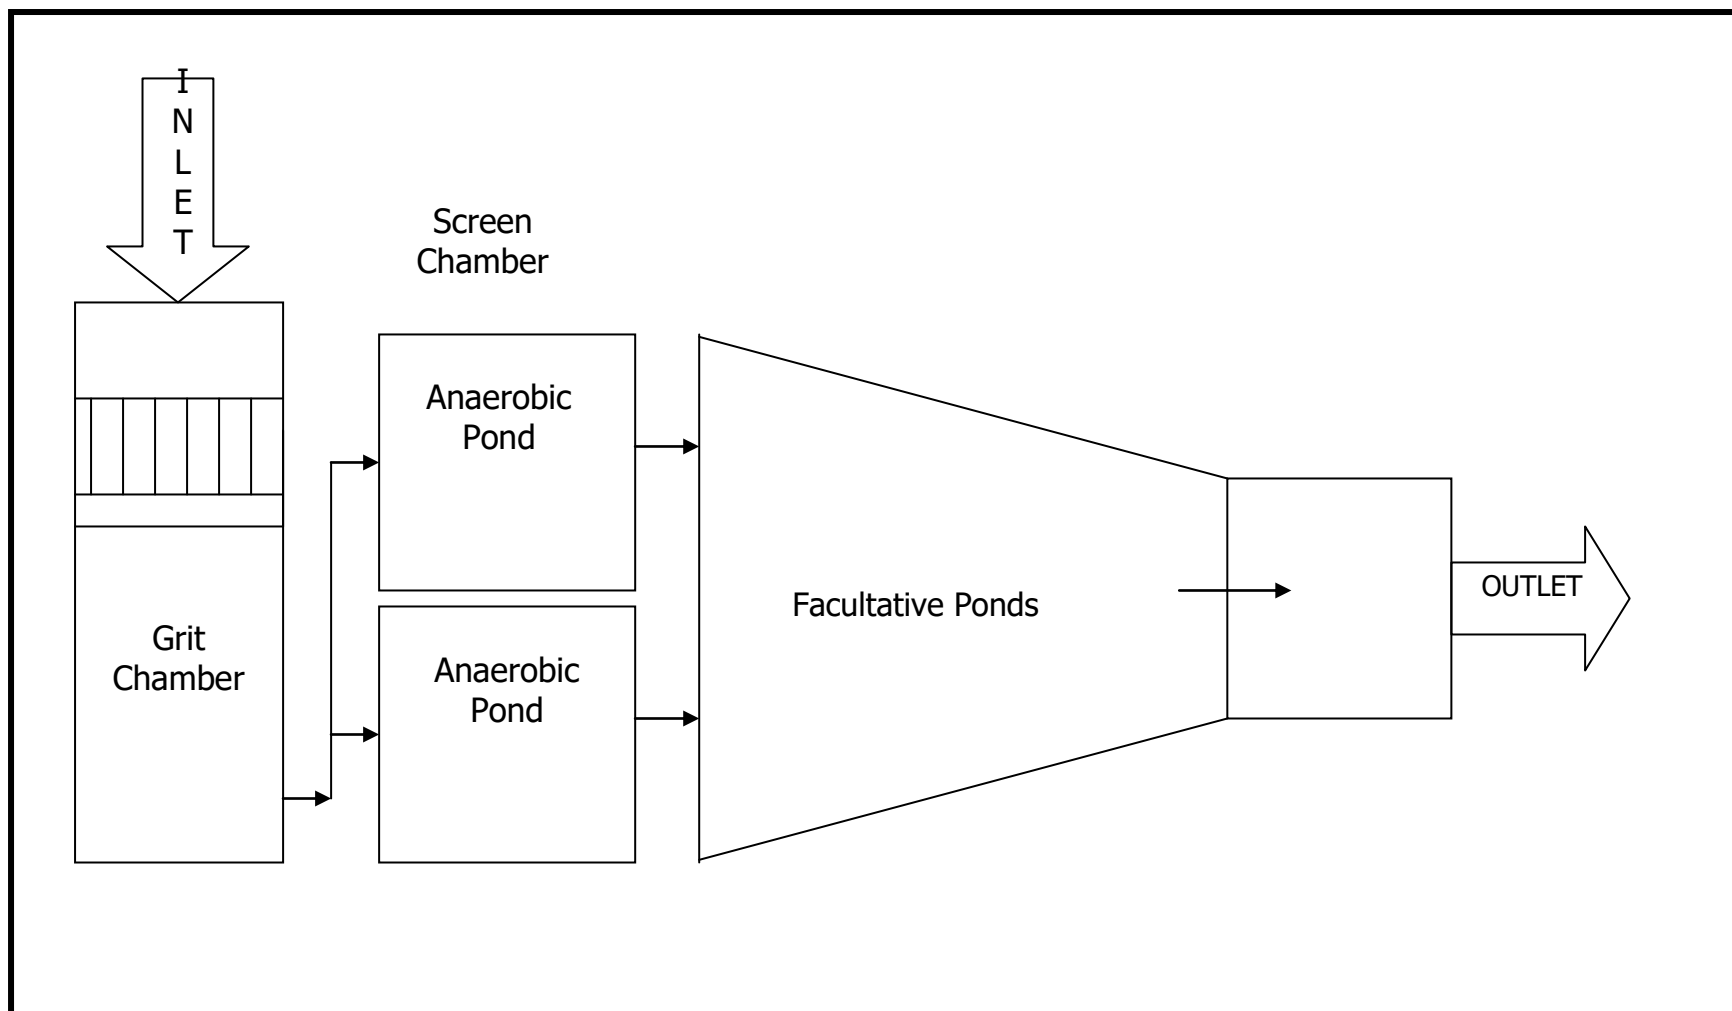 I
N
L
E
T
Screen
Chamber
Anaerobic
Pond
Grit
Chamber
Anaerobic
Pond
Facultative Ponds
OUTLET